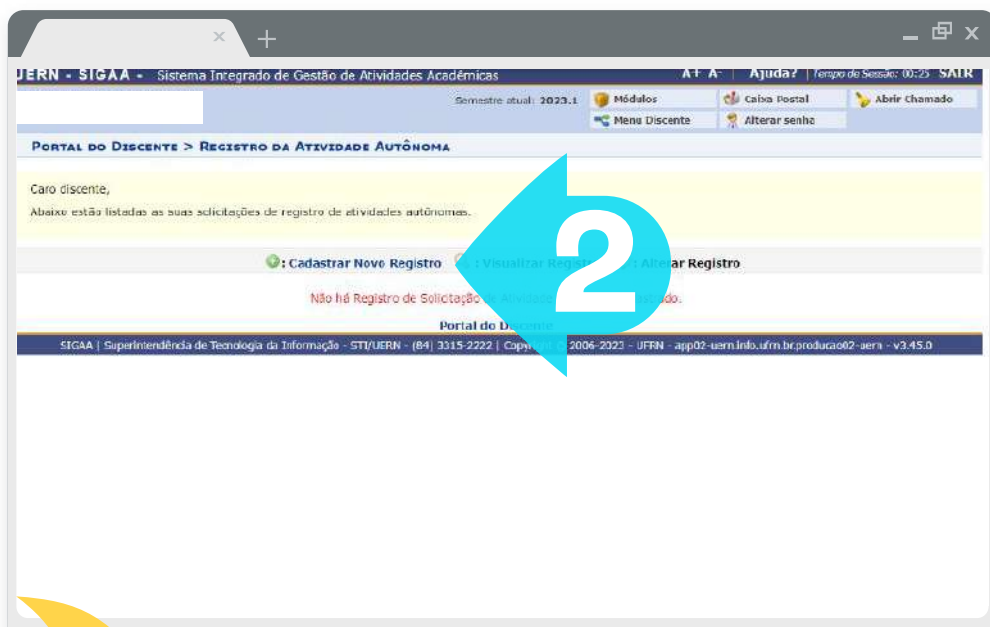 UERN - SIGAA - Sistema Integrado de Gestão de Atividades Acadêmicas
A+ A- | Ajuda? | Tempo de Sessão: 00:25 SAIR
Semestre atual: 2023.1
Módulos
Caixa Postal
Abrir Chamado
Menu Discente
Alterar senha
PORTAL DO DISCENTE > REGISTRO DA ATIVIDADE AUTÔNOMA
Caro discente,
Abaixo estão listadas as suas solicitações de registro de atividades autônomas.
: Cadastrar Novo Registro : Visualizar Registro : Alterar Registro
2
Não há Registro de Solicitação de Atividade
Portal do Discente
SIGAA | Superintendência de Tecnologia da Informação - STI/UERN - (84) 3315-2222 | Copyright © 2006-2023 - UFRN - app02-uern.info.ufrn.br.producao02-uern - v3.45.0